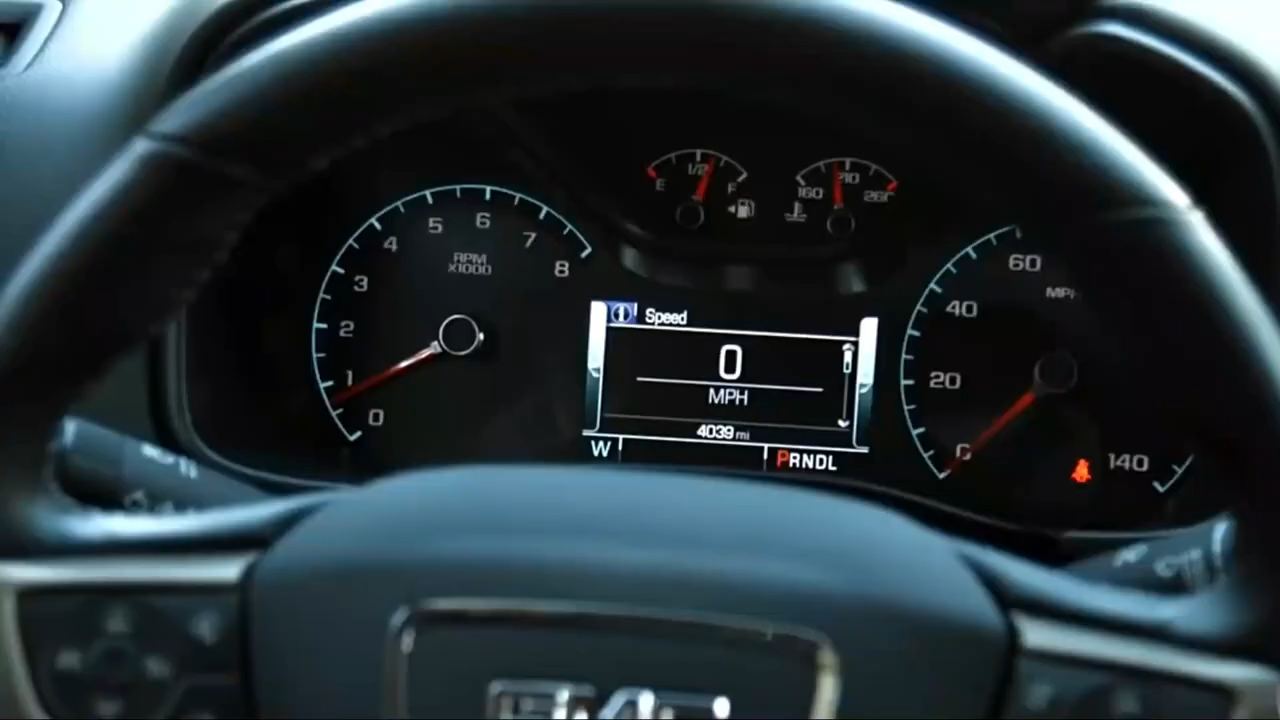 E 1/2 F
160 210 260
0 1 2 3 4 5 6 7 8
RPM
X1000
Speed
0
MPH
4039 mi
W
PRNDL
0 20 40 60 140
MPH
GMC